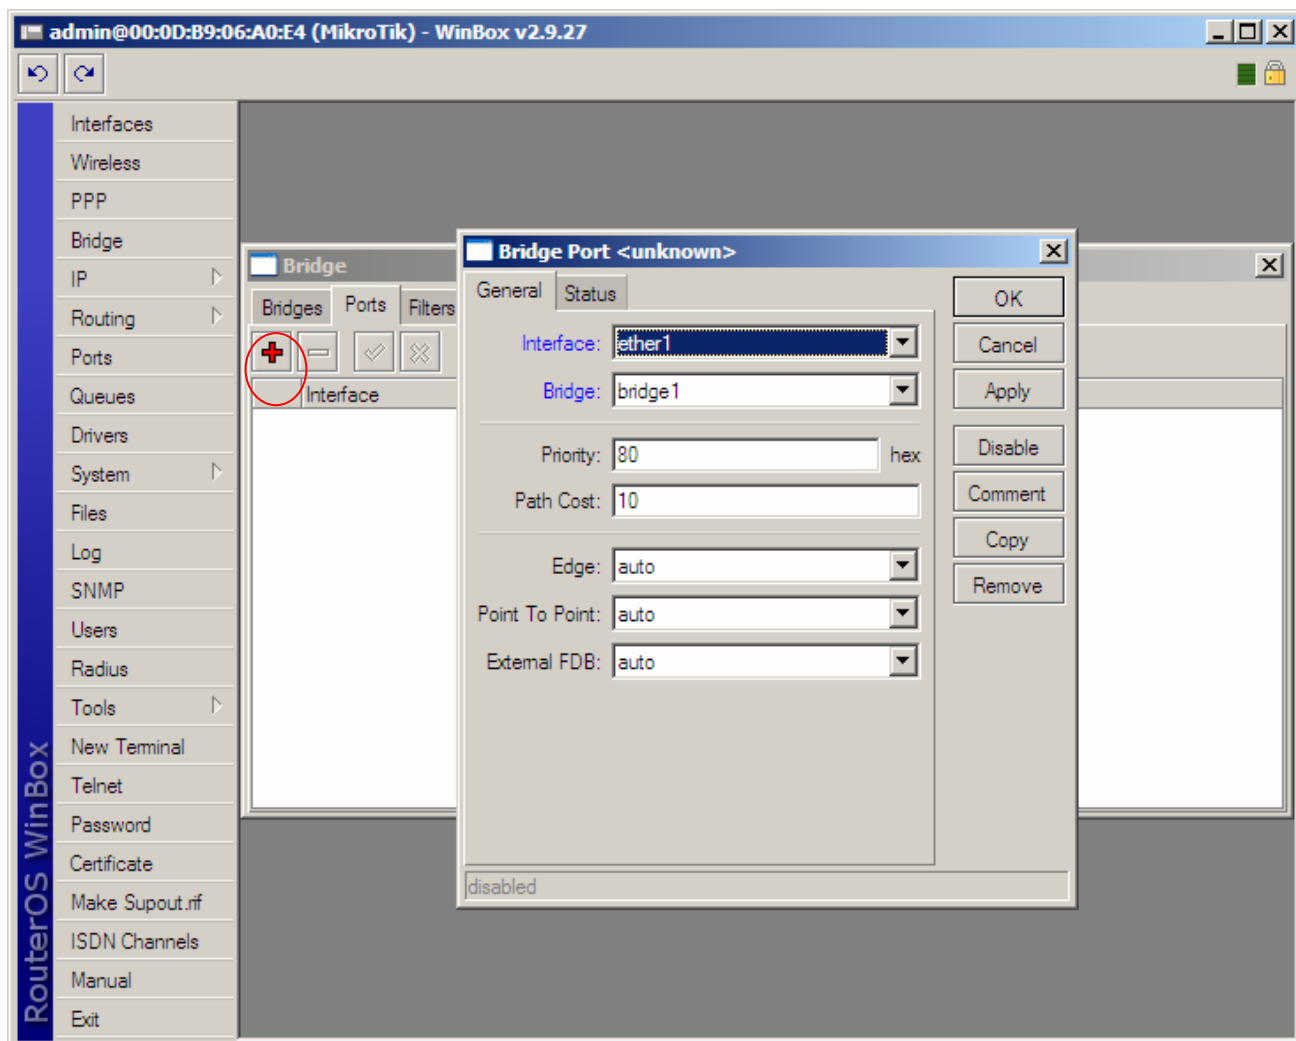 admin@00:0D:B9:06:A0:E4 (MikroTik) - WinBox v2.9.27
RouterOS WinBox
Interfaces
Wireless
PPP
Bridge
IP
Routing
Ports
Queues
Drivers
System
Files
Log
SNMP
Users
Radius
Tools
New Terminal
Telnet
Password
Certificate
Make Supout.rif
ISDN Channels
Manual
Exit
Bridge
Bridges Ports Filters
Interface
Bridge Port <unknown>
General Status
Interface: ether1
Bridge: bridge1
Priority: 80 hex
Path Cost: 10
Edge: auto
Point To Point: auto
External FDB: auto
OK
Cancel
Apply
Disable
Comment
Copy
Remove
disabled